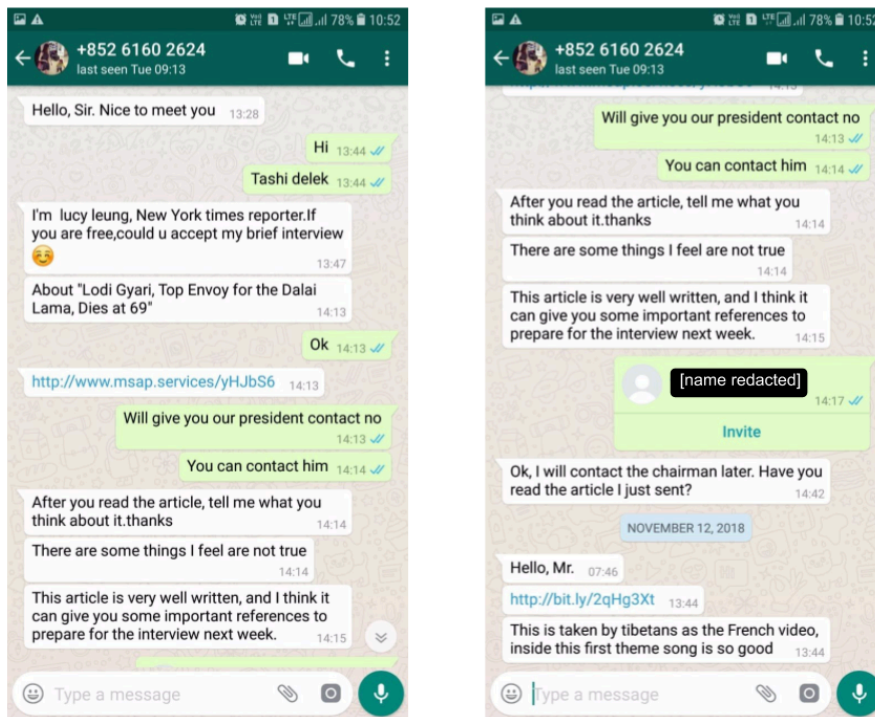 78% 10:52
+852 6160 2624
last seen Tue 09:13
Hello, Sir. Nice to meet you 13:28
Hi 13:44
Tashi delek 13:44
I'm lucy leung, New York times reporter.If
you are free,could u accept my brief interview
13:47
About "Lodi Gyari, Top Envoy for the Dalai
Lama, Dies at 69" 14:13
Ok 14:13
http://www.msap.services/yHJbS6 14:13
Will give you our president contact no
14:13
You can contact him 14:14
After you read the article, tell me what you
think about it.thanks 14:14
There are some things I feel are not true
14:14
This article is very well written, and I think it
can give you some important references to
prepare for the interview next week. 14:15
Type a message
78% 10:52
+852 6160 2624
last seen Tue 09:13
Will give you our president contact no
14:13
You can contact him 14:14
After you read the article, tell me what you
think about it.thanks 14:14
There are some things I feel are not true
14:14
This article is very well written, and I think it
can give you some important references to
prepare for the interview next week. 14:15
[name redacted]
14:17
Invite
Ok, I will contact the chairman later. Have you
read the article I just sent? 14:42
NOVEMBER 12, 2018
Hello, Mr. 07:46
http://bit.ly/2qHg3Xt 13:44
This is taken by tibetans as the French video,
inside this first theme song is so good 13:44
Type a message